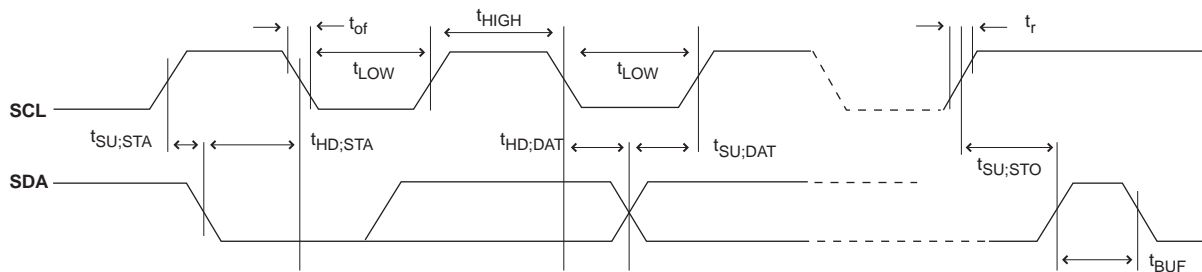 tof
tHIGH
tr
tLOW
tLOW
SCL
tSU;STA
tHD;STA
tHD;DAT
tSU;DAT
tSU;STO
SDA
tBUF